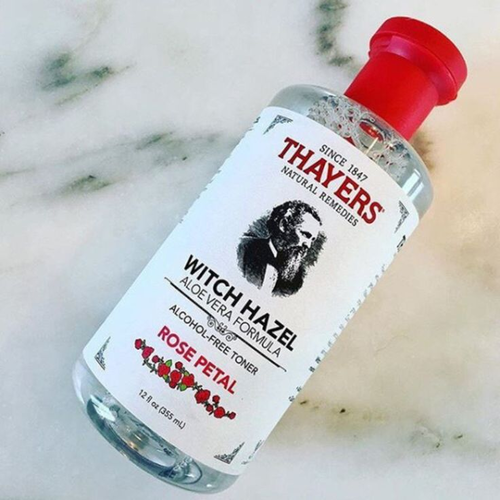 SINCE 1847
THAYERS
NATURAL REMEDIES
WITCH HAZEL
ALOE VERA FORMULA
ALCOHOL-FREE TONER
ROSE PETAL
12 fl oz (355 mL)